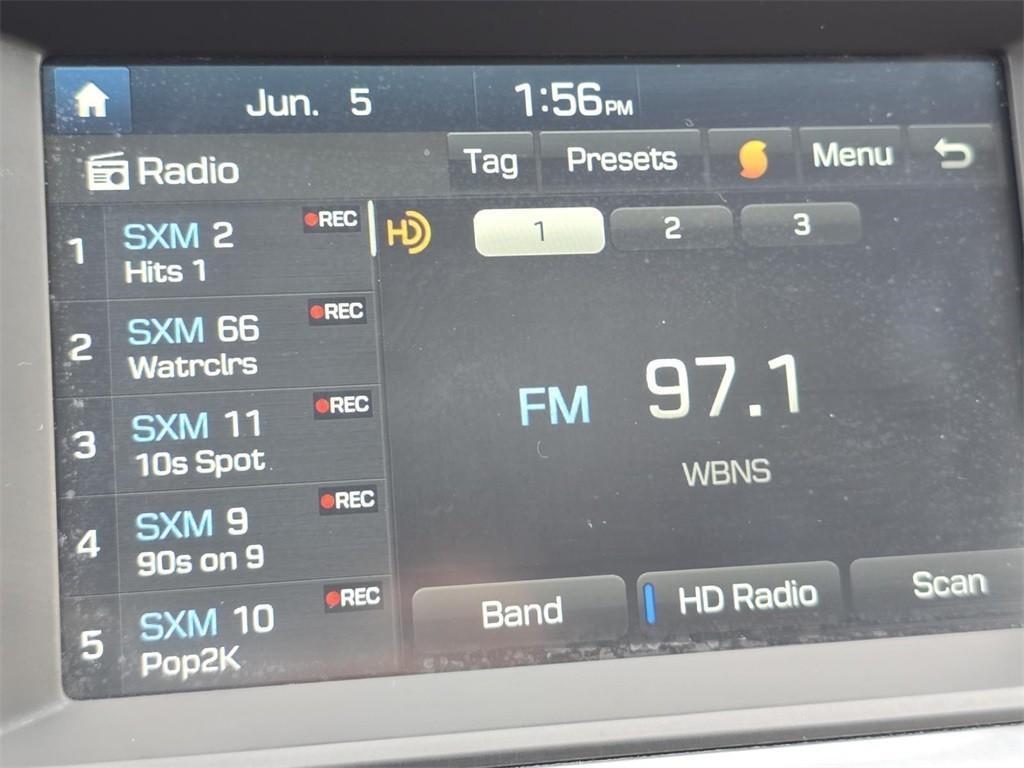 Jun. 5 1:56PM
Radio Tag Presets Menu
1 SXM 2 REC
Hits 1
2 SXM 66 REC
Watrclrs
3 SXM 11 REC
10s Spot
4 SXM 9 REC
90s on 9
5 SXM 10 REC
Pop2K
HD 1 2 3
FM 97.1
WBNS
Band HD Radio Scan